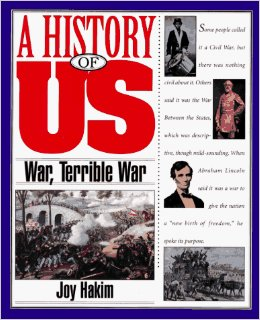 A HISTORY
OF
US
War, Terrible War
Joy Hakim
Some people called
it a Civil War, but
there was nothing
civil about it. Others
said it was the War
Between the States,
which was descrip-
tive, though mild-sounding. When
Abraham Lincoln
said it was a war to
give the nation
a "new birth of freedom," he
spoke its purpose.